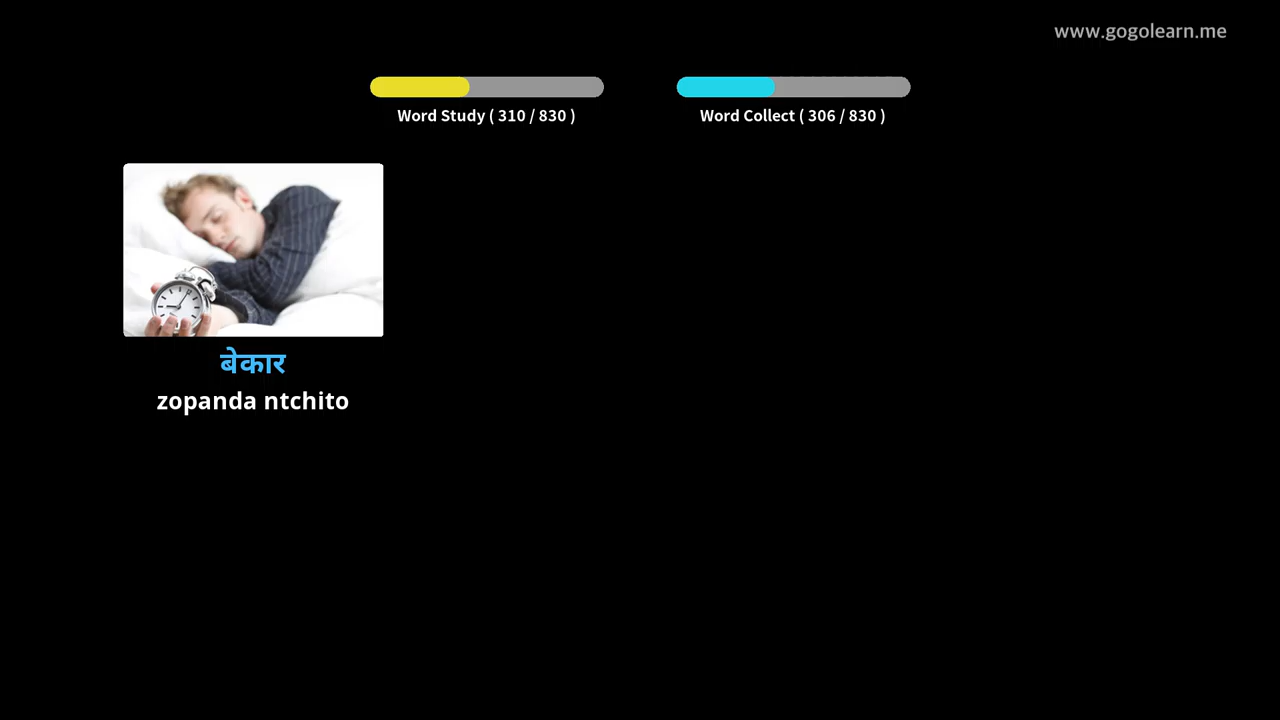 www.gogolearn.me
Word Study ( 310 / 830 )
Word Collect ( 306 / 830 )
बेकार
zopanda ntchito